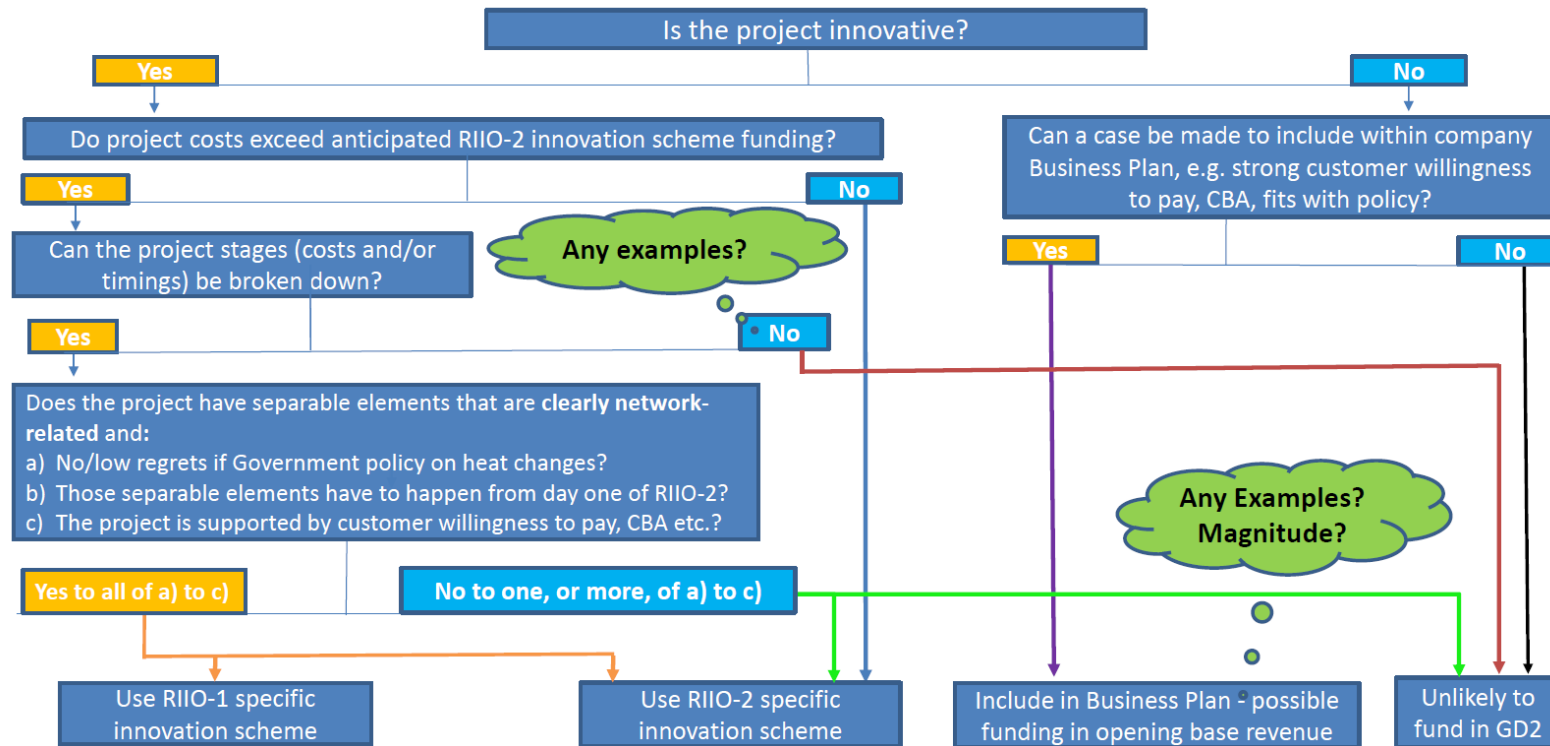 Is the project innovative?
Yes
No
Do project costs exceed anticipated RIIO-2 innovation scheme funding?
Can a case be made to include within company
Business Plan, e.g. strong customer willingness
to pay, CBA, fits with policy?
Yes
No
Can the project stages (costs and/or
timings) be broken down?
Any examples?
Yes
No
Yes
No
Does the project have separable elements that are clearly network-
related and:
a) No/low regrets if Government policy on heat changes?
b) Those separable elements have to happen from day one of RIIO-2?
c) The project is supported by customer willingness to pay, CBA etc.?
Any Examples?
Magnitude?
Yes to all of a) to c)
No to one, or more, of a) to c)
Use RIIO-1 specific
innovation scheme
Use RIIO-2 specific
innovation scheme
Include in Business Plan - possible
funding in opening base revenue
Unlikely to
fund in GD2